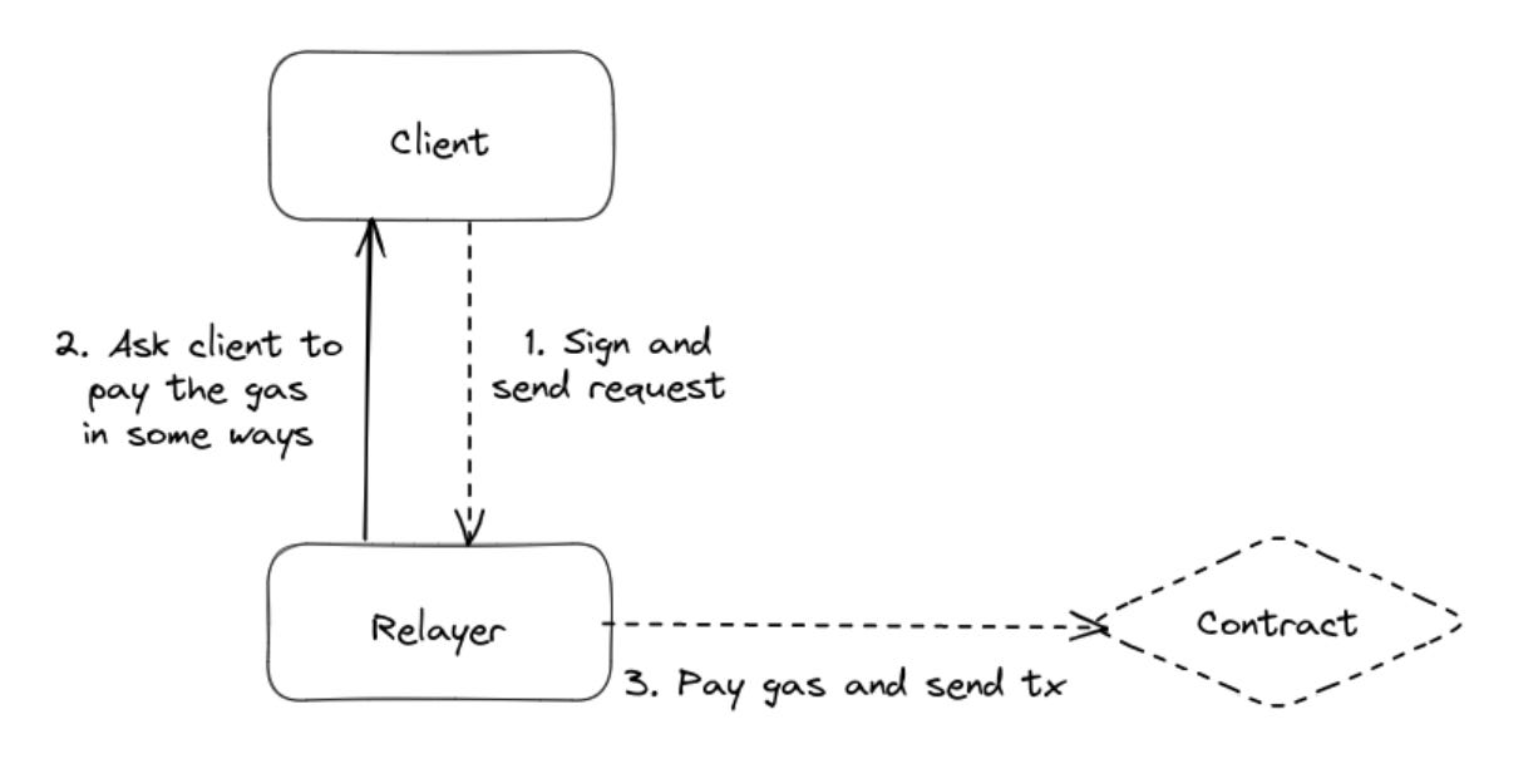 Client
2. Ask client to
pay the gas
in some ways
1. Sign and
send request
Relayer
Contract
3. Pay gas and send tx